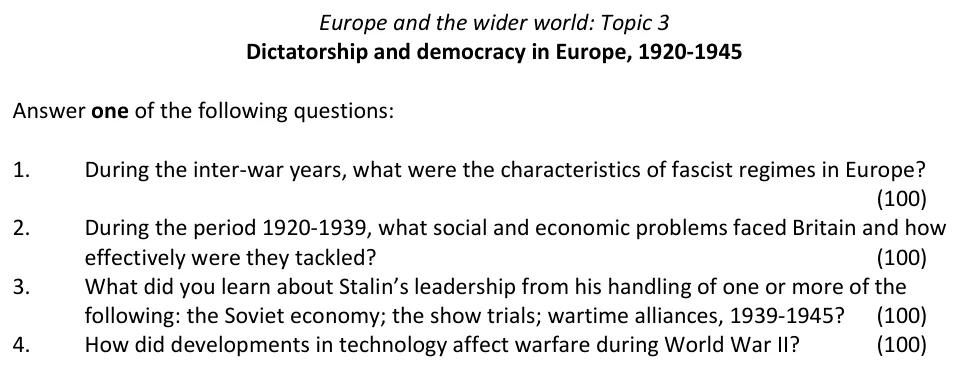 Europe and the wider world: Topic 3
Dictatorship and democracy in Europe, 1920-1945
Answer one of the following questions:
1. During the inter-war years, what were the characteristics of fascist regimes in Europe?
(100)
2. During the period 1920-1939, what social and economic problems faced Britain and how
effectively were they tackled? (100)
3. What did you learn about Stalin’s leadership from his handling of one or more of the
following: the Soviet economy; the show trials; wartime alliances, 1939-1945? (100)
4. How did developments in technology affect warfare during World War II? (100)